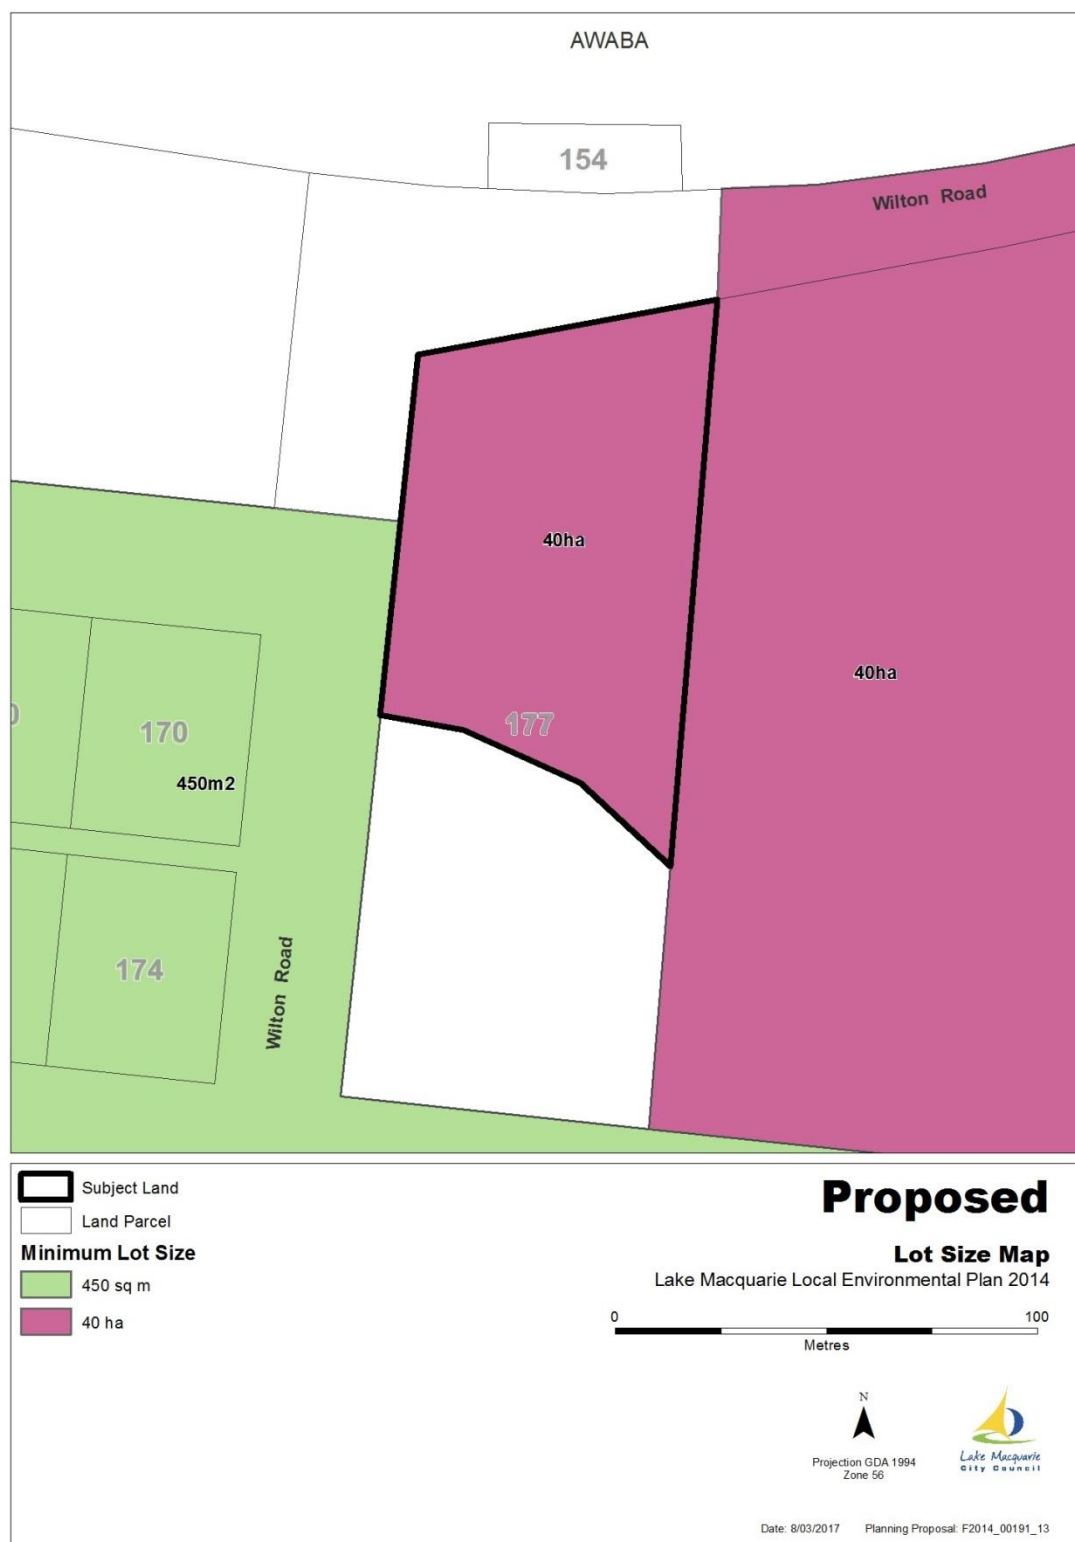 AWABA
154
Wilton Road
40ha
40ha
177
0
170
450m2
174
Wilton Road
Subject Land
Land Parcel
Minimum Lot Size
450 sq m
40 ha
Proposed
Lot Size Map
Lake Macquarie Local Environmental Plan 2014
0 100
Metres
N
Projection GDA 1994
Zone 56
Lake Macquarie
City Council
Date: 8/03/2017 Planning Proposal: F2014_00191_13